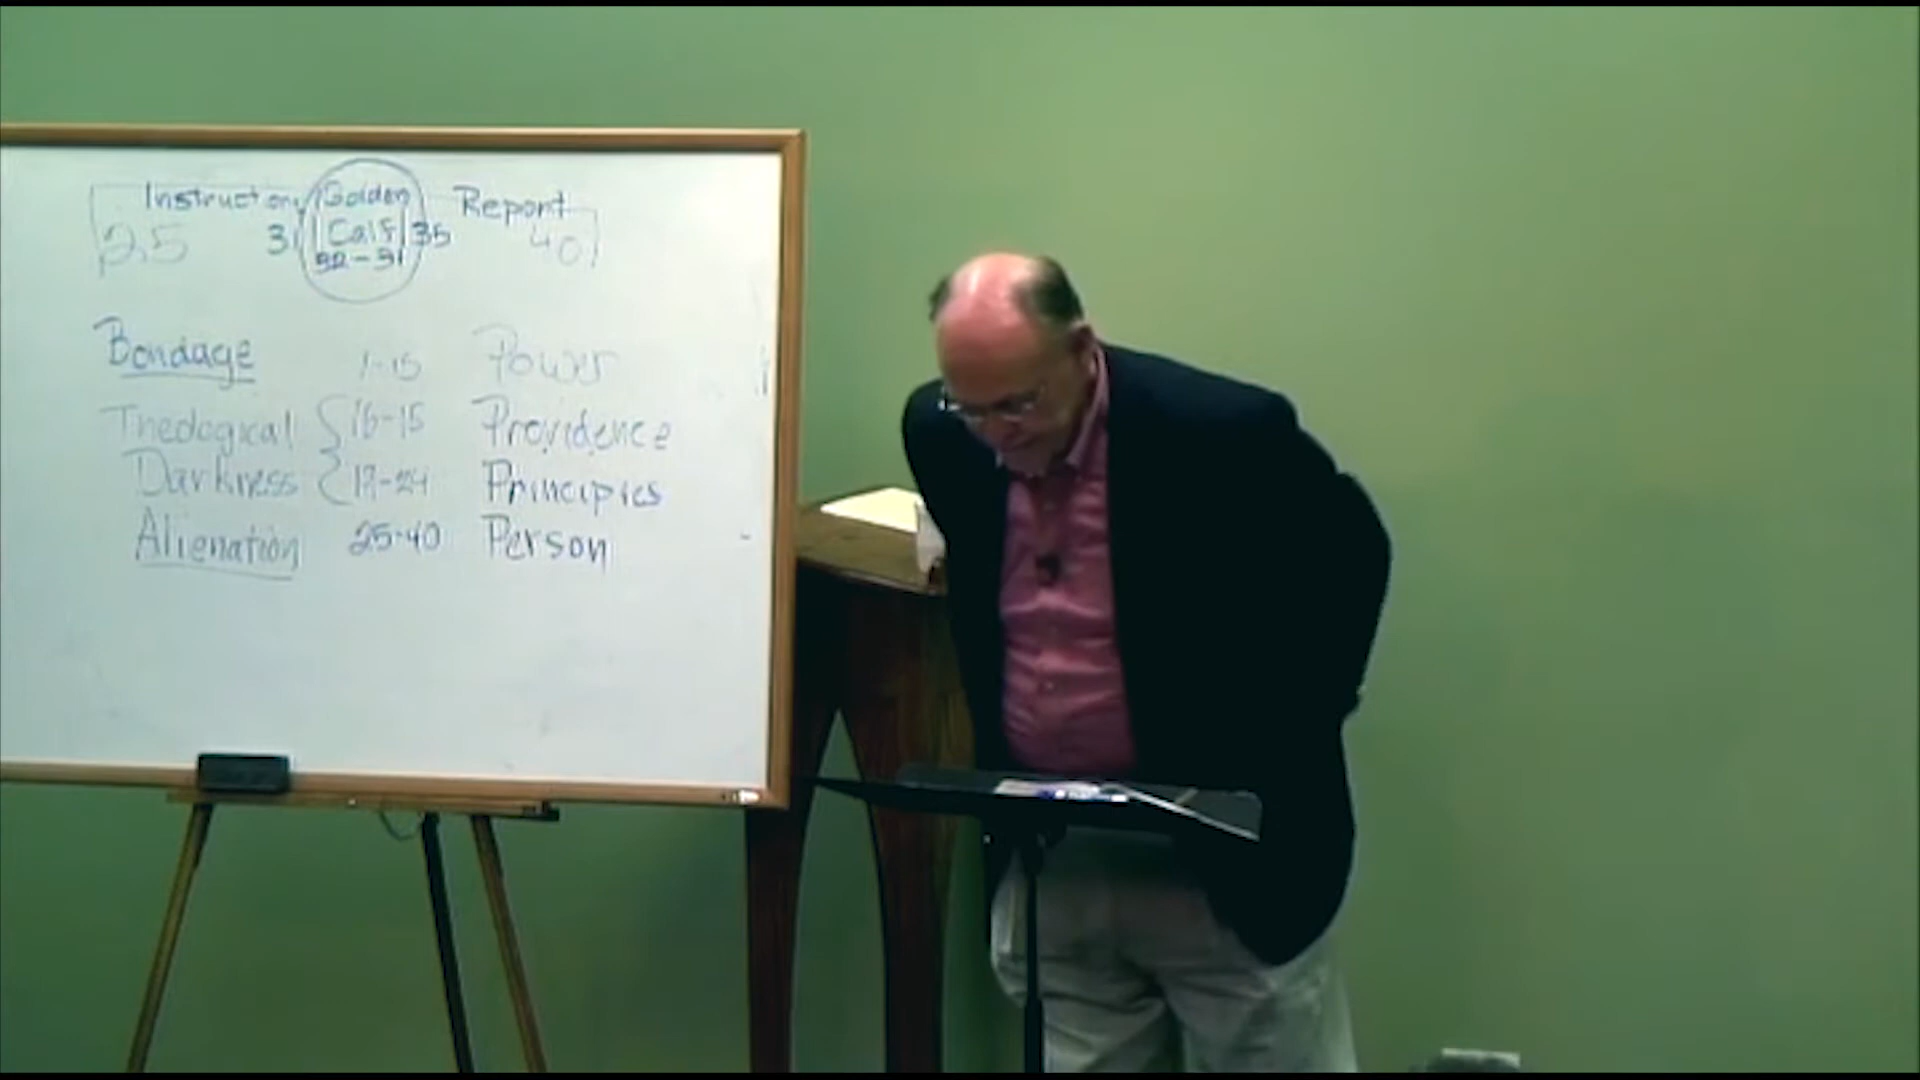 Instruction Golden Report
25 31 Calf 35 40
32-34
Bondage 1-15 Power
Theological 16-18 Providence
Darkness 19-24 Principles
Alienation 25-40 Person